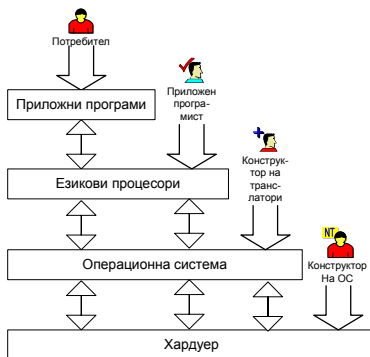 Потребител
Приложни програми
Приложен
програ-
мист
Езикови процесори
Конструк-
тор на
транс-
латори
Операционна система
NT
Конструктор
На ОС
Хардуер